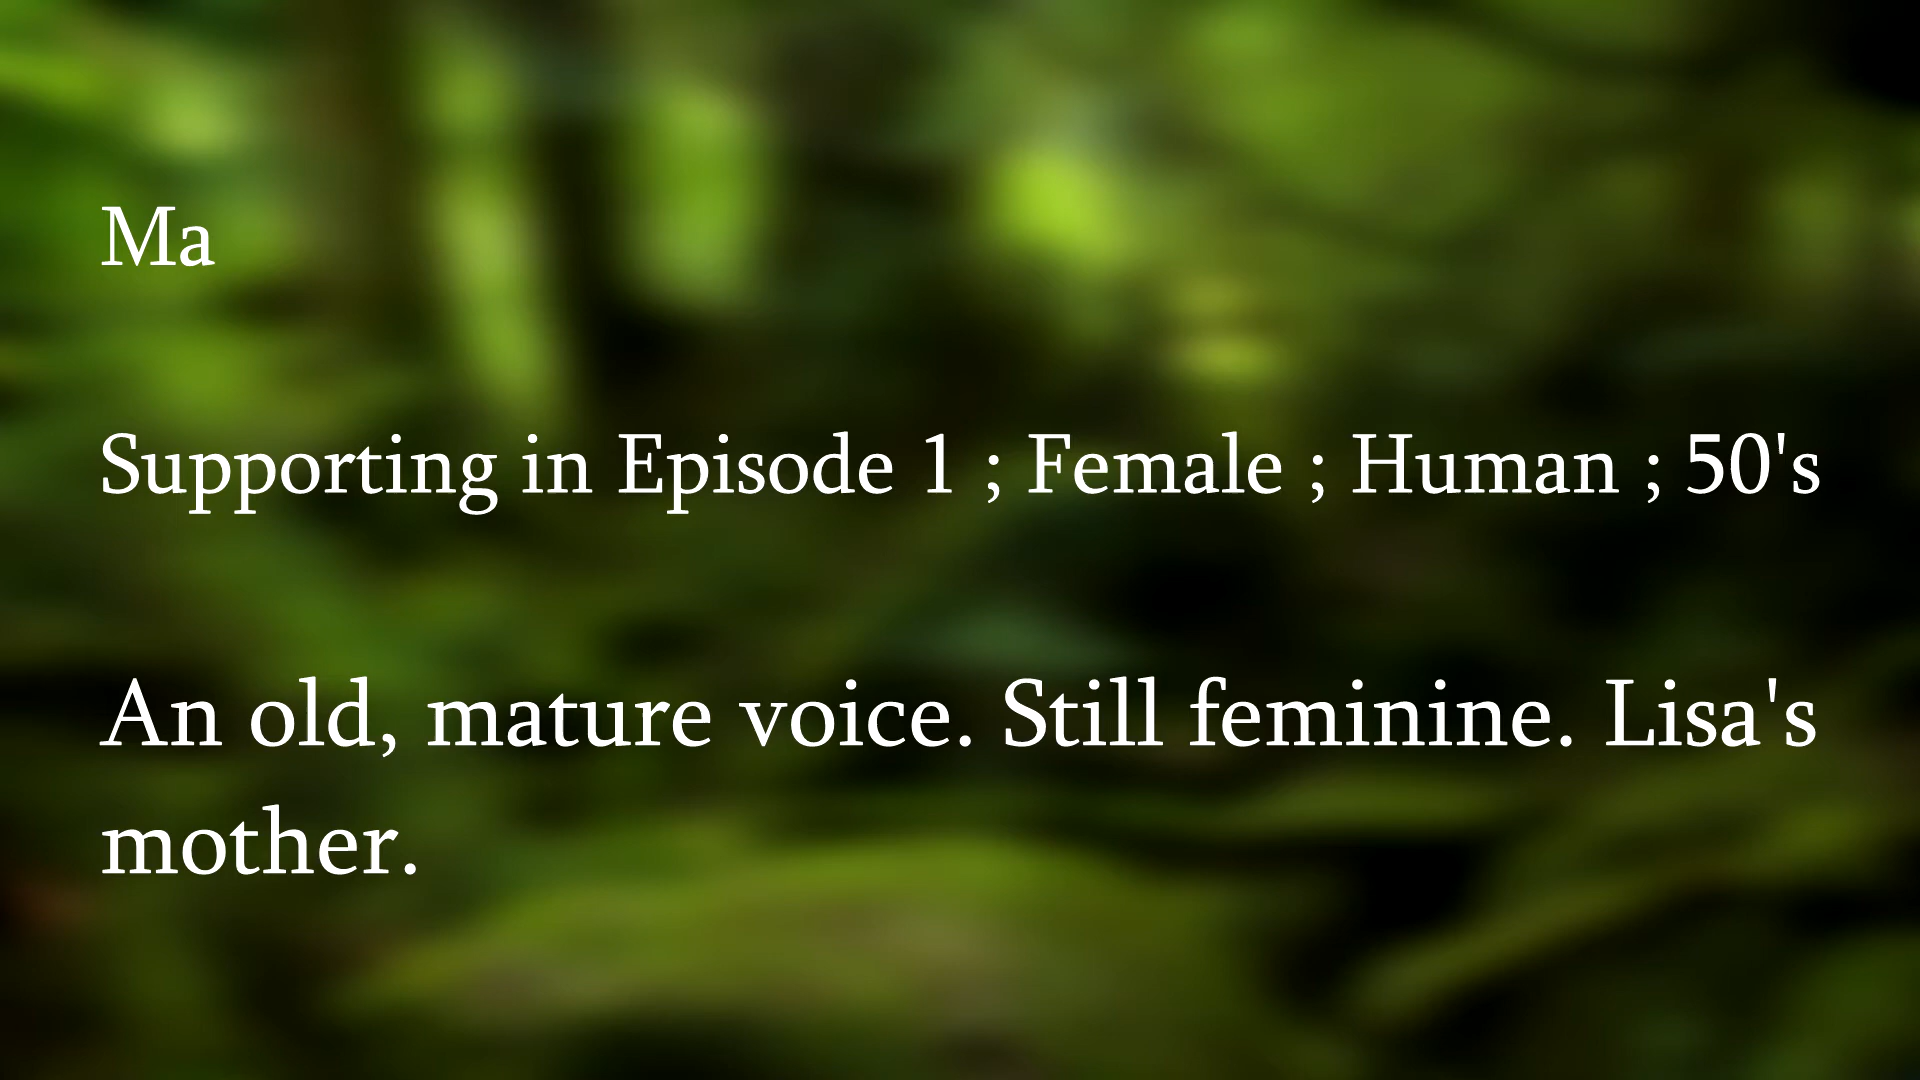 Ma
Supporting in Episode 1 ; Female ; Human ; 50's
An old, mature voice. Still feminine. Lisa's
mother.